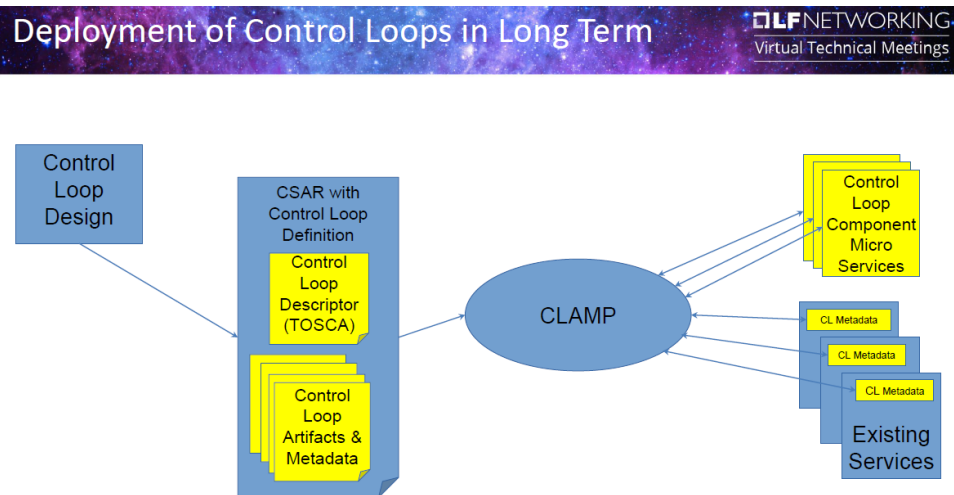 Deployment of Control Loops in Long Term
LFNETWORKING
Virtual Technical Meetings
Control
Loop
Design
CSAR with
Control Loop
Definition
Control
Loop
Descriptor
(TOSCA)
Control
Loop
Artifacts &
Metadata
CLAMP
Control
Loop
Component
Micro
Services
CL Metadata
CL Metadata
CL Metadata
Existing
Services